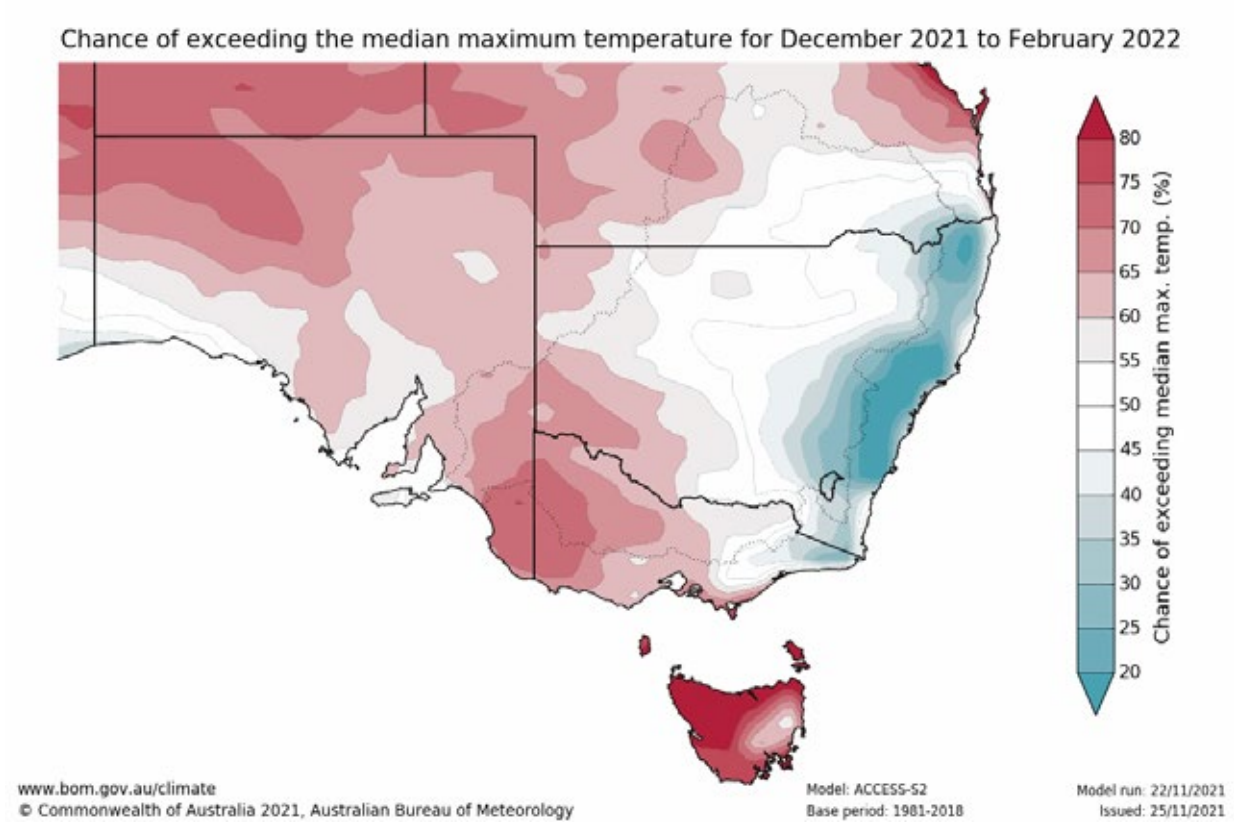 Chance of exceeding the median maximum temperature for December 2021 to February 2022
80
75
70
65
60
55
50
45
40
35
30
25
20
Chance of exceeding median max. temp. (%)
www.bom.gov.au/climate
© Commonwealth of Australia 2021, Australian Bureau of Meteorology
Model: ACCESS-S2
Base period: 1981-2018
Model run: 22/11/2021
Issued: 25/11/2021